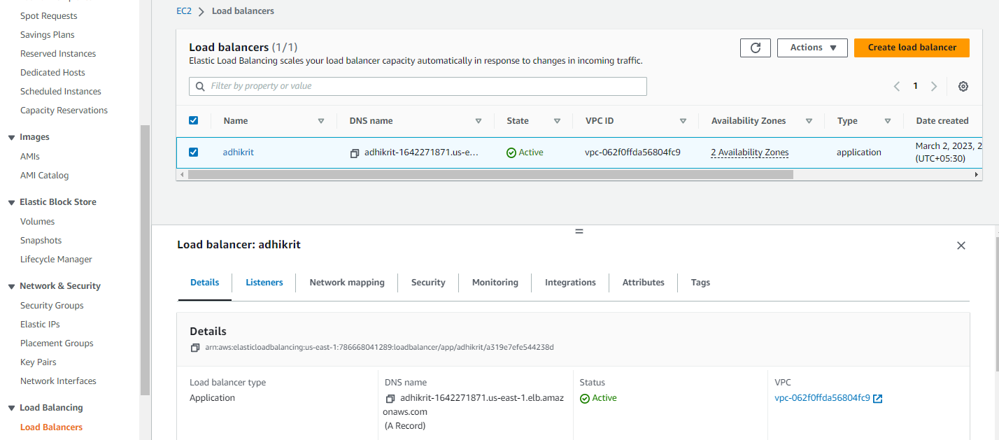 Spot Requests
Savings Plans
Reserved Instances
Dedicated Hosts
Scheduled Instances
Capacity Reservations
Images
AMIs
AMI Catalog
Elastic Block Store
Volumes
Snapshots
Lifecycle Manager
Network & Security
Security Groups
Elastic IPs
Placement Groups
Key Pairs
Network Interfaces
Load Balancing
Load Balancers
EC2 > Load balancers
Load balancers (1/1)
Elastic Load Balancing scales your load balancer capacity automatically in response to changes in incoming traffic.
Actions
Create load balancer
Filter by property or value
1
Name DNS name State VPC ID Availability Zones Type Date created
adhikrit adhikrit-1642271871.us-e... Active vpc-062f0ffda56804fc9 2 Availability Zones application March 2, 2023, 2
(UTC+05:30)
Load balancer: adhikrit
Details Listeners Network mapping Security Monitoring Integrations Attributes Tags
Details
arn:aws:elasticloadbalancing:us-east-1:786668041289:loadbalancer/app/adhikrit/a319e7efe544238d
Load balancer type
Application
DNS name
adhikrit-1642271871.us-east-1.elb.amaz
onaws.com
(A Record)
Status
Active
VPC
vpc-062f0ffda56804fc9